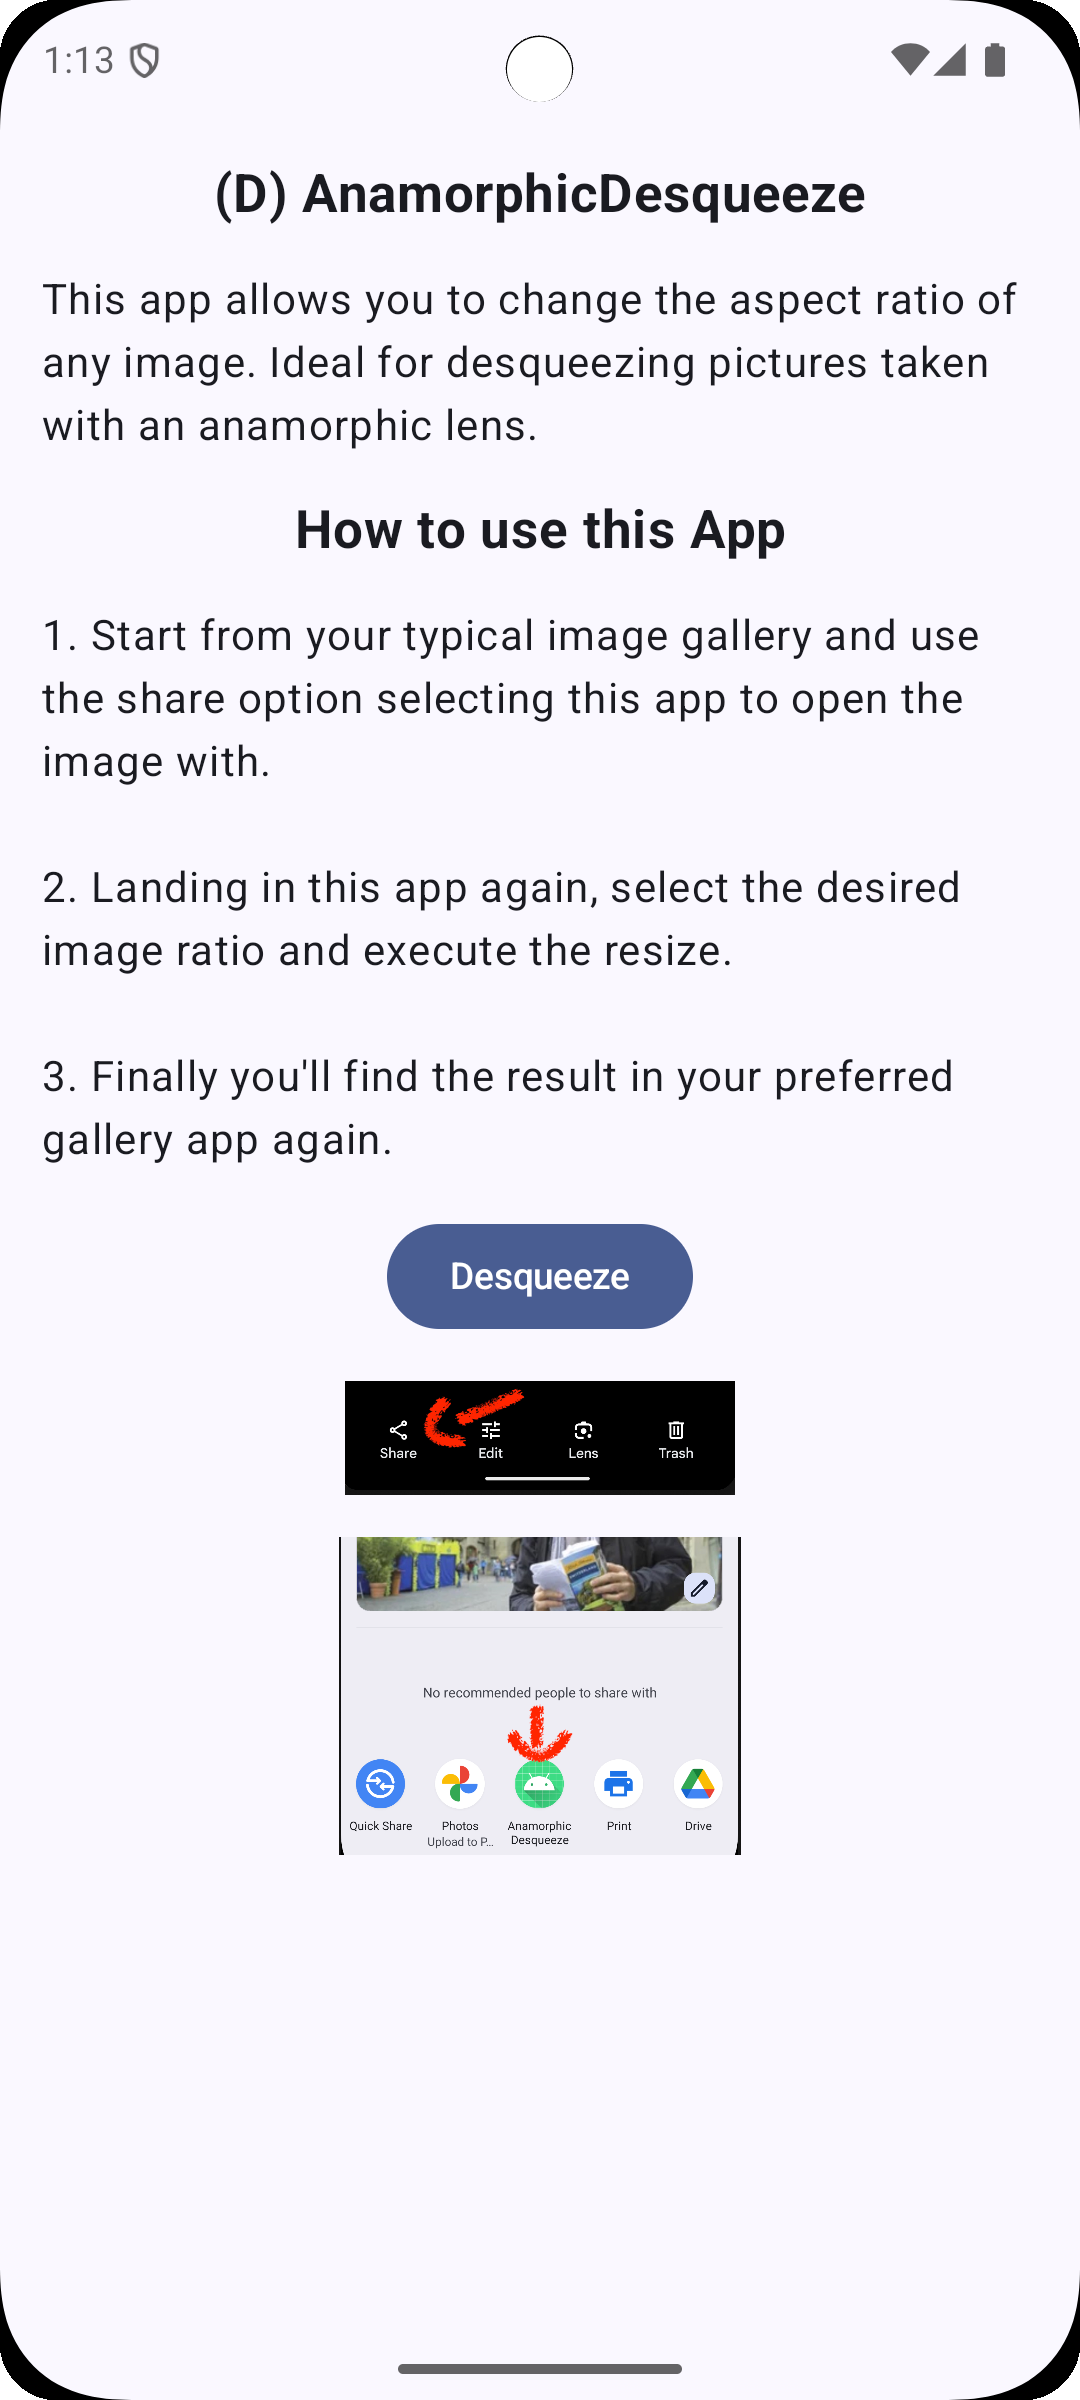 1:13
(D) AnamorphicDesqueeze
This app allows you to change the aspect ratio of
any image. Ideal for desqueezing pictures taken
with an anamorphic lens.
How to use this App
1. Start from your typical image gallery and use
the share option selecting this app to open the
image with.
2. Landing in this app again, select the desired
image ratio and execute the resize.
3. Finally you'll find the result in your preferred
gallery app again.
Desqueeze
Share Edit Lens Trash
No recommended people to share with
Quick Share Photos Anamorphic Print Drive
Upload to P... Desqueeze